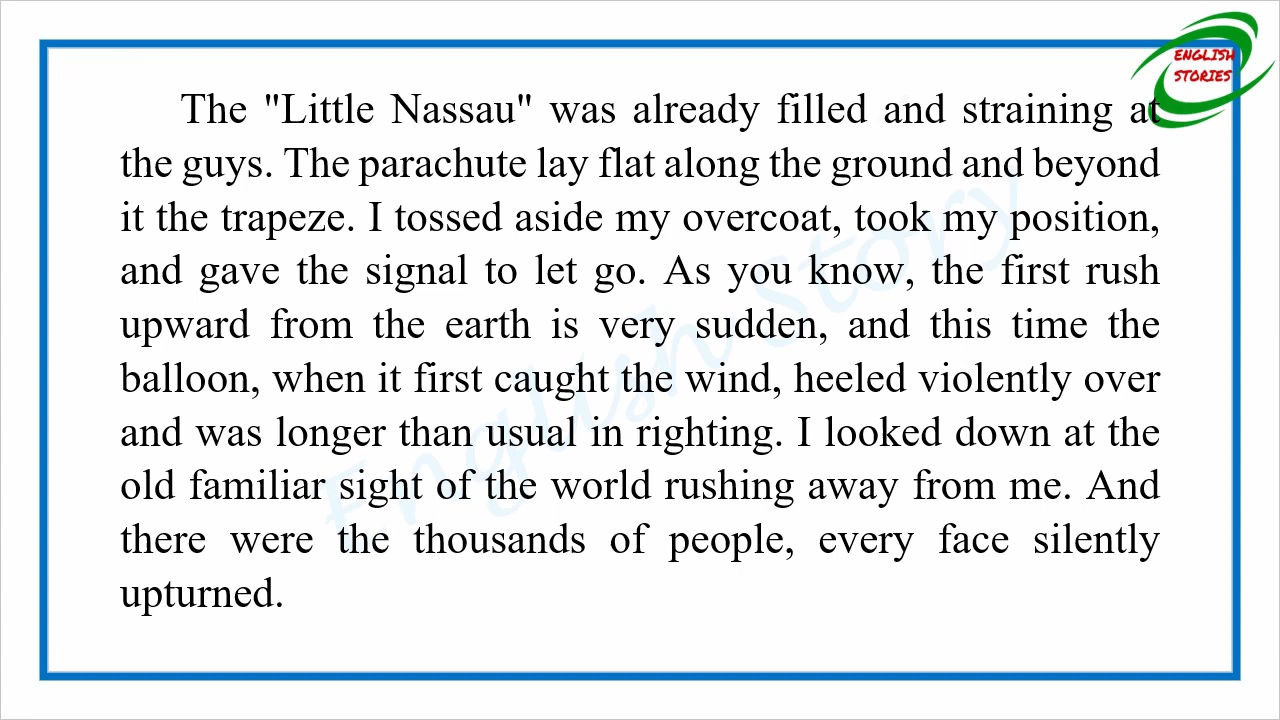 ENGLISH
STORIES
The "Little Nassau" was already filled and straining at
the guys. The parachute lay flat along the ground and beyond
it the trapeze. I tossed aside my overcoat, took my position,
and gave the signal to let go. As you know, the first rush
upward from the earth is very sudden, and this time the
balloon, when it first caught the wind, heeled violently over
and was longer than usual in righting. I looked down at the
old familiar sight of the world rushing away from me. And
there were the thousands of people, every face silently
upturned.
English Story